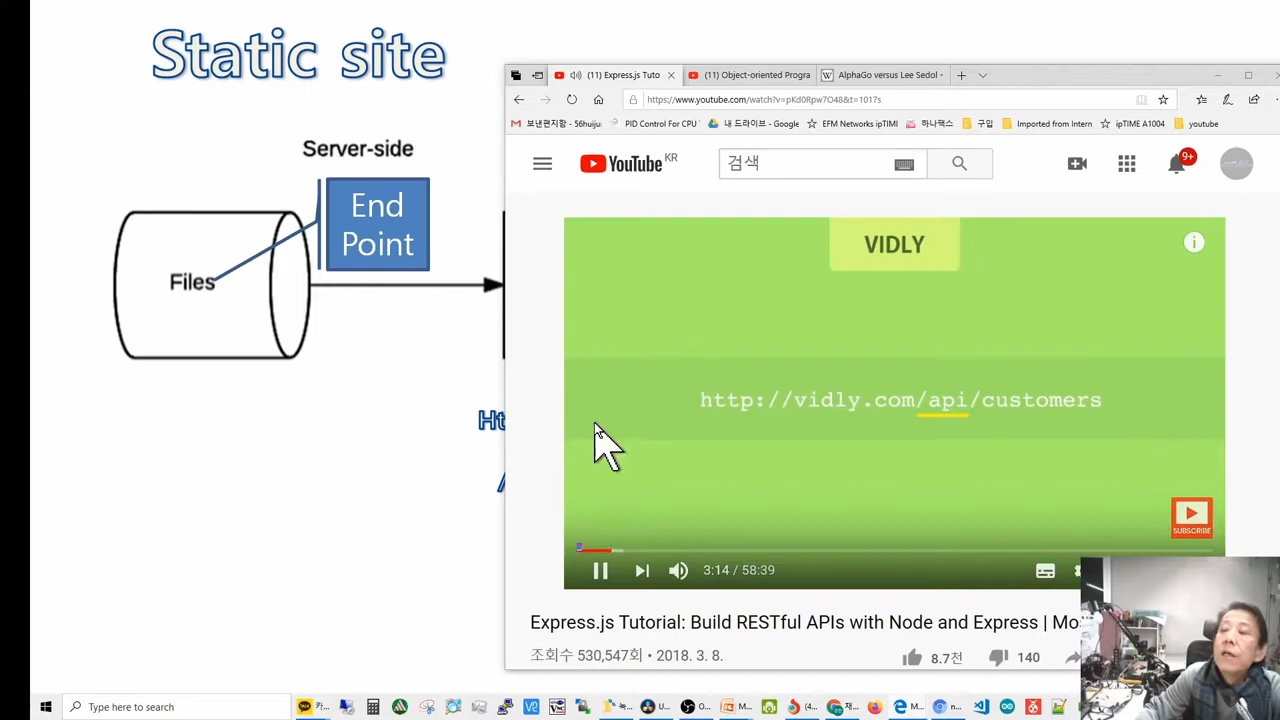 Static site
Server-side
End
Point
Files
(11) Express.js Tuto
(11) Object-oriented Progra
AlphaGo versus Lee Sedol -
https://www.youtube.com/watch?v=pKd0Rpw7O48&t=1017s
보낸편지함 - 56huiju
PID Control For CPU
내 드라이브 - Google
EFM Networks ipTIMI
하나팩스
구입
Imported from Intern
ipTIME A1004
youtube
YouTube KR
검색
9+
VIDLY
http://vidly.com/api/customers
SUBSCRIBE
3:14 / 58:39
Express.js Tutorial: Build RESTful APIs with Node and Express | Mo
조회수 530,547회 • 2018. 3. 8.
8.7천
140
Ht
/
Type here to search